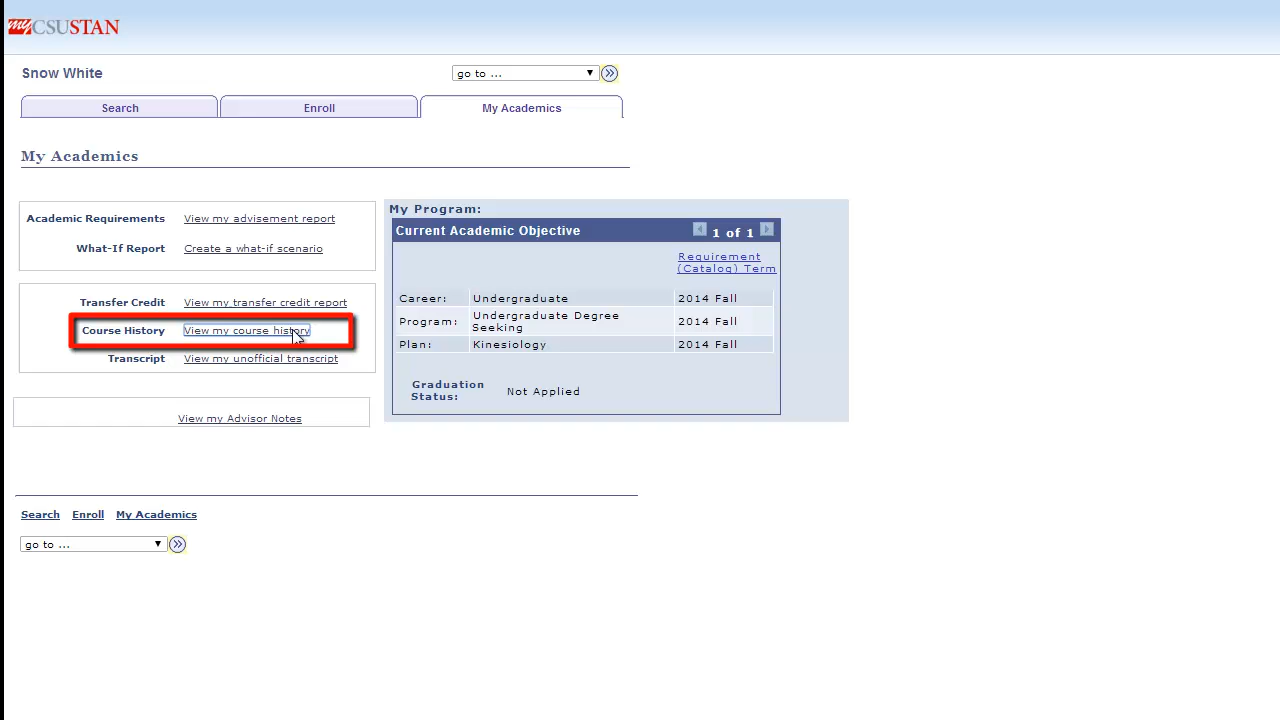 myCSUSTAN
Snow White
go to ...
Search
Enroll
My Academics
My Academics
Academic Requirements View my advisement report
What-If Report Create a what-if scenario
Transfer Credit View my transfer credit report
Course History View my course history
Transcript View my unofficial transcript
View my Advisor Notes
My Program:
Current Academic Objective 1 of 1
Requirement
(Catalog) Term
Career: Undergraduate 2014 Fall
Program: Undergraduate Degree
Seeking 2014 Fall
Plan: Kinesiology 2014 Fall
Graduation
Status: Not Applied
Search Enroll My Academics
go to ...